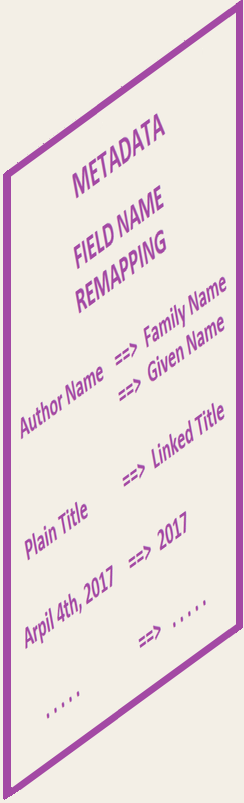 METADATA
FIELD NAME
REMAPPING
Author Name ==> Family Name
==> Given Name
Plain Title ==> Linked Title
Arpil 4th, 2017 ==> 2017
. . . . . ==> . . . . .